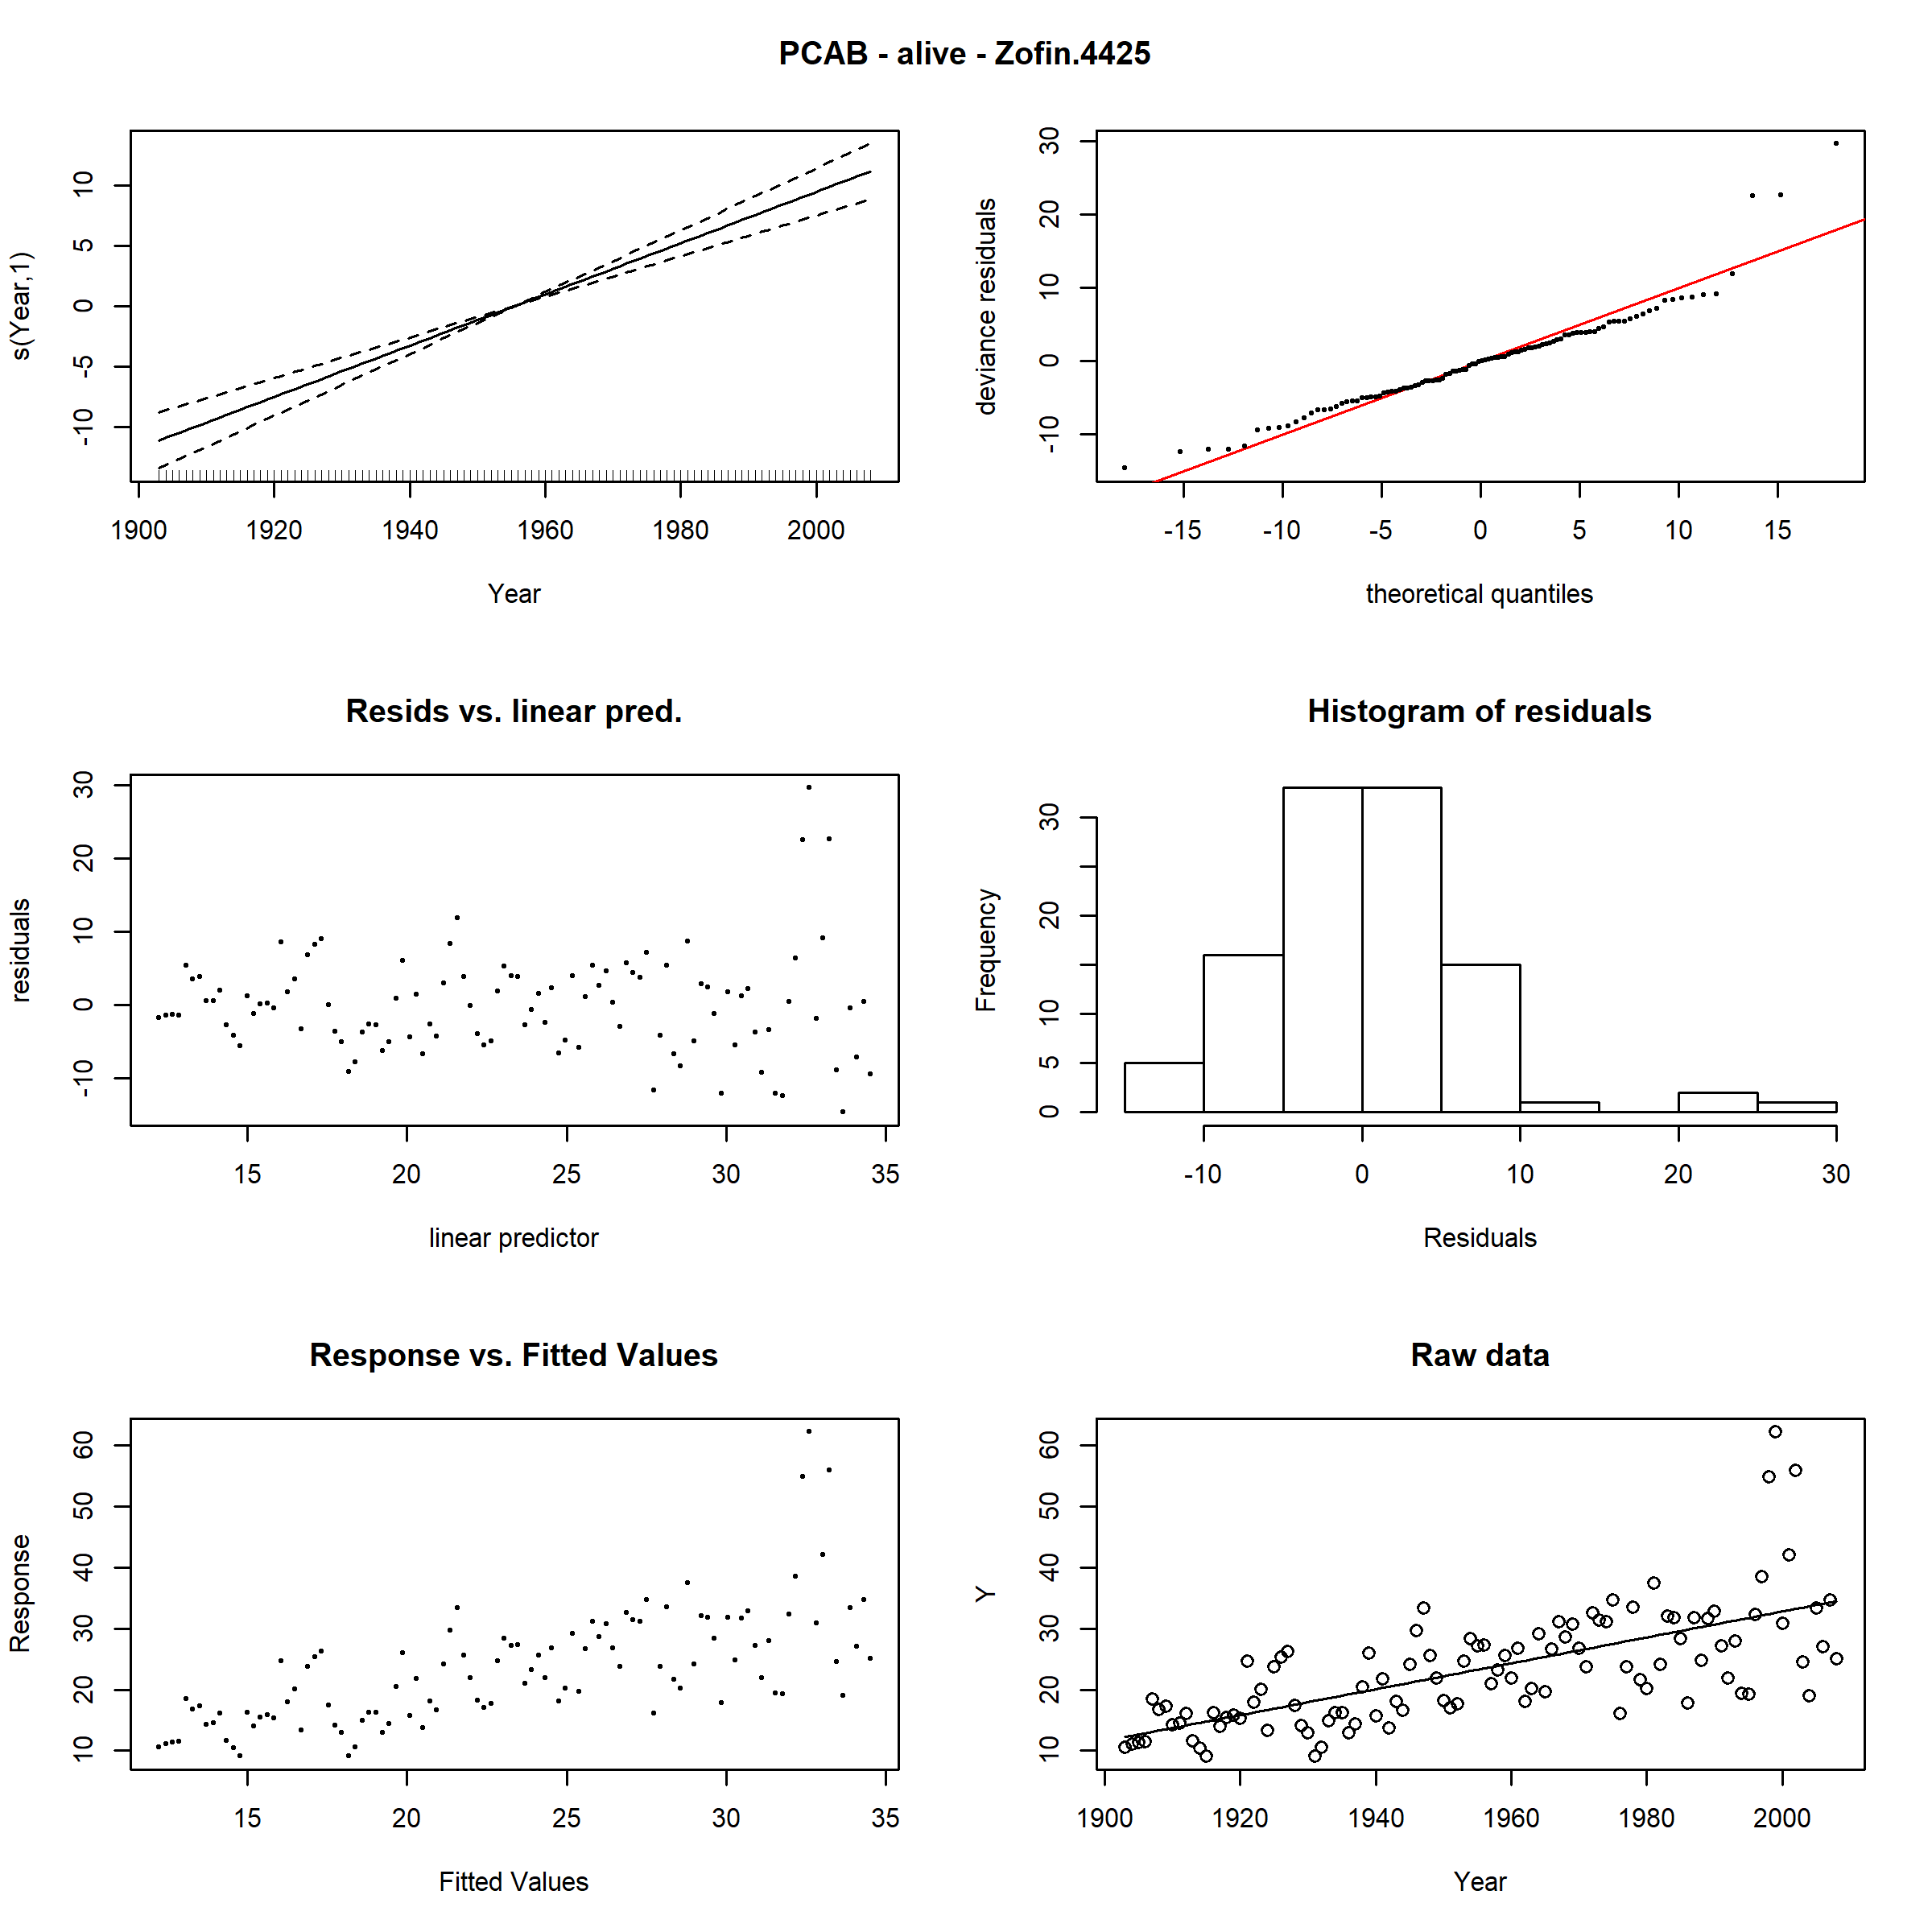 PCAB - alive - Zofin.4425
s(Year,1)
10
5
0
-5
-10
1900 1920 1940 1960 1980 2000
Year
deviance residuals
30
20
10
0
-10
-15 -10 -5 0 5 10 15
theoretical quantiles
Resids vs. linear pred.
residuals
30
20
10
0
-10
15 20 25 30 35
linear predictor
Histogram of residuals
Frequency
30
20
10
5
0
-10 0 10 20 30
Residuals
Response vs. Fitted Values
Response
60
50
40
30
20
10
15 20 25 30 35
Fitted Values
Raw data
Y
60
50
40
30
20
10
1900 1920 1940 1960 1980 2000
Year